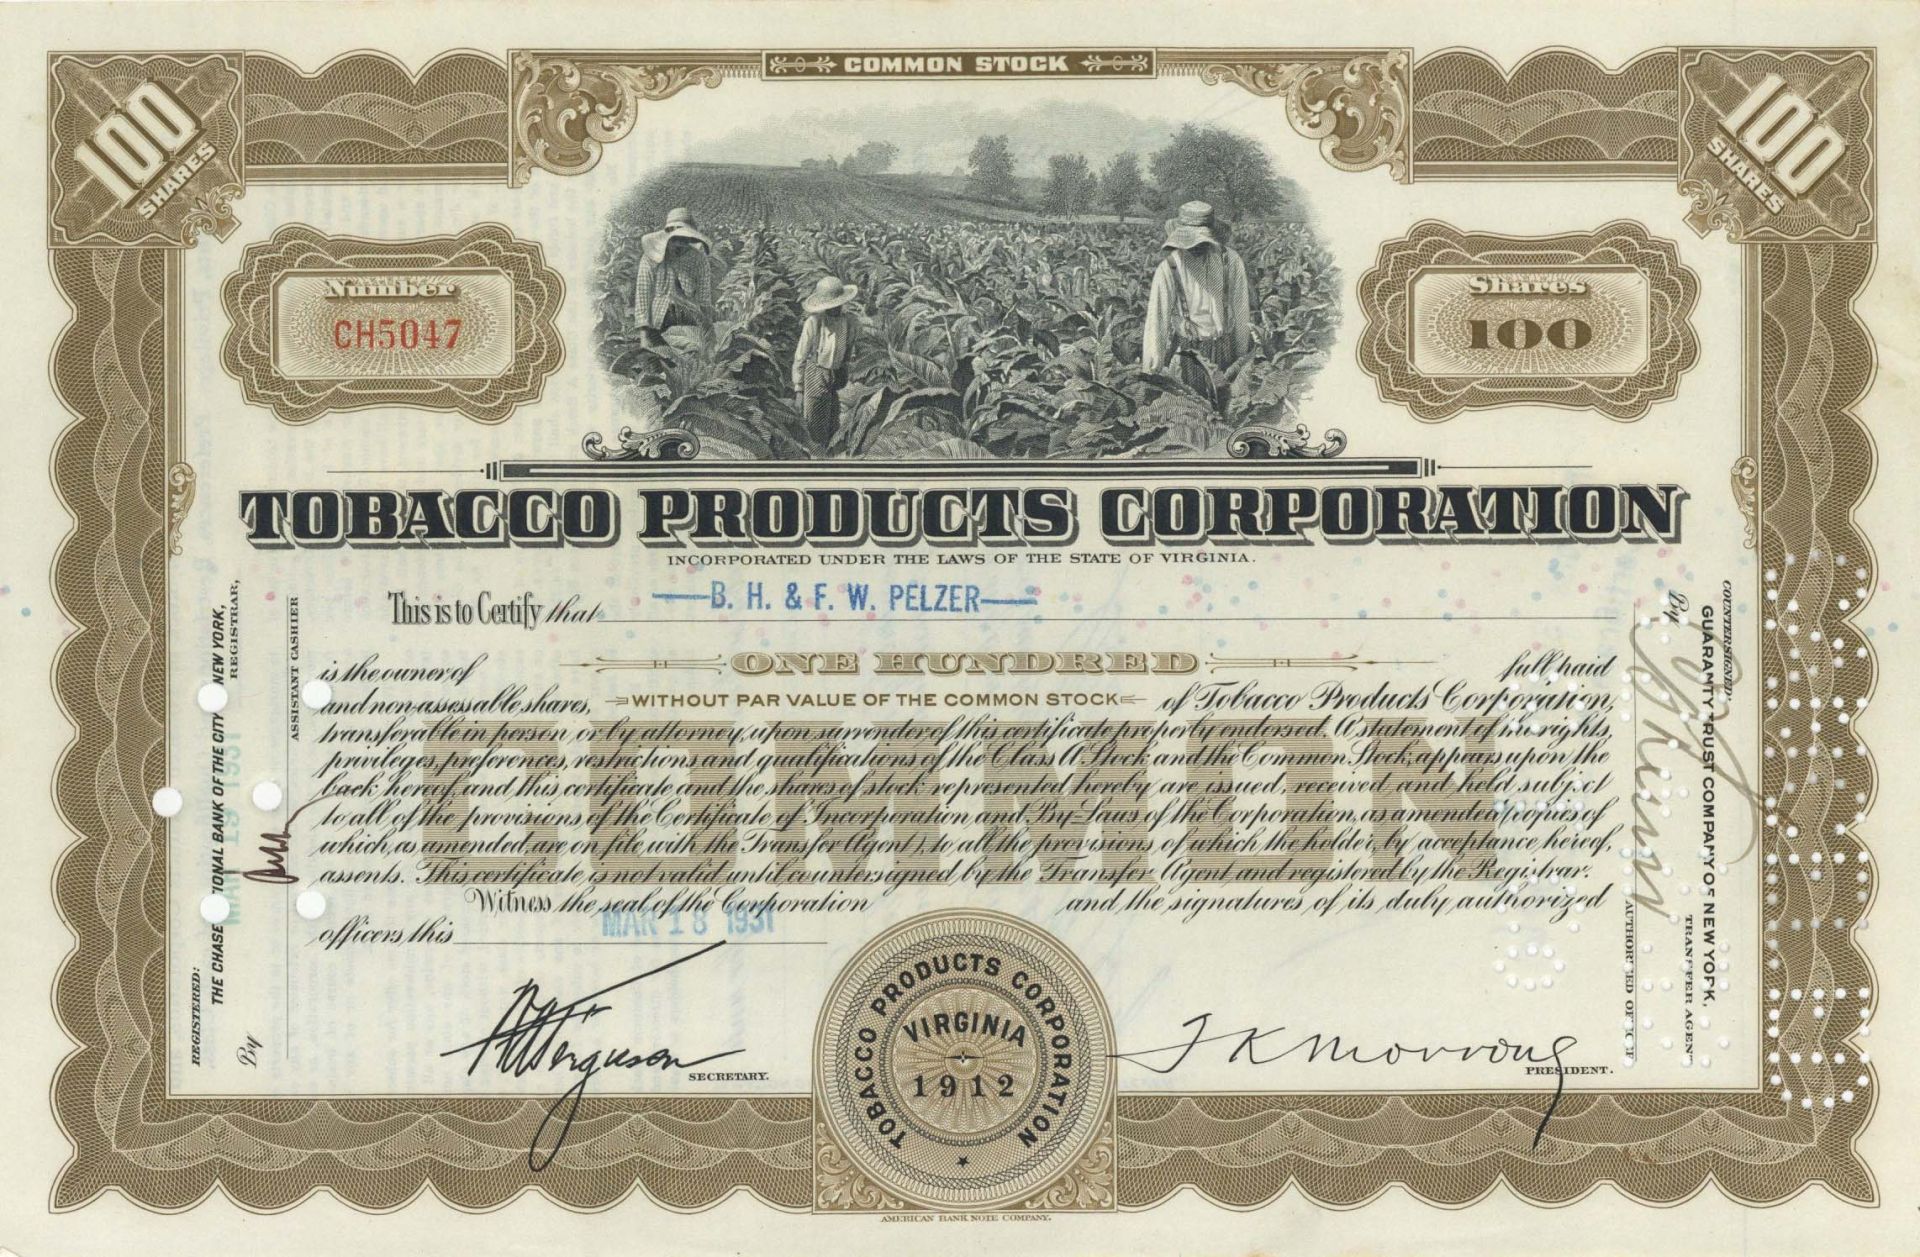 COMMON STOCK
100 SHARES
100 SHARES
Number
CH5047
Shares
100
TOBACCO PRODUCTS CORPORATION
INCORPORATED UNDER THE LAWS OF THE STATE OF VIRGINIA.
This is to Certify that B. H. & F. W. PELZER
is the owner of ONE HUNDRED full paid
and non-assessable shares, WITHOUT PAR VALUE OF THE COMMON STOCK of Tobacco Products Corporation,
transferable in person or by attorney, upon surrender of this certificate properly endorsed. A statement of the rights,
privileges, preferences, restrictions and qualifications of the Class A Stock and the Common Stock, appears upon the
back hereof, and this certificate and the shares of stock represented hereby are issued, received and held subject
to all of the provisions of the Certificate of Incorporation and By-Laws of the Corporation, as amended (copies of
which, as amended, are on file with the Transfer Agent), to all the provisions of which the holder, by acceptance hereof,
assents. This certificate is not valid until countersigned by the Transfer Agent and registered by the Registrar.
COMMON
Witness the seal of the Corporation and the signatures of its duly authorized
officers this MAR 18 1931
Ferguson
SECRETARY.
TOBACCO PRODUCTS CORPORATION
VIRGINIA
1912
T K Morrow
PRESIDENT.
REGISTERED:
THE CHASE NATIONAL BANK OF THE CITY NEW YORK,
REGISTRAR,
MAR 19 1931
By
ASSISTANT CASHIER
COUNTERSIGNED:
GUARANTY TRUST COMPANY OF NEW YORK,
TRANSFER AGENT
By
AUTHORIZED OFFICER
AMERICAN BANK NOTE COMPANY.